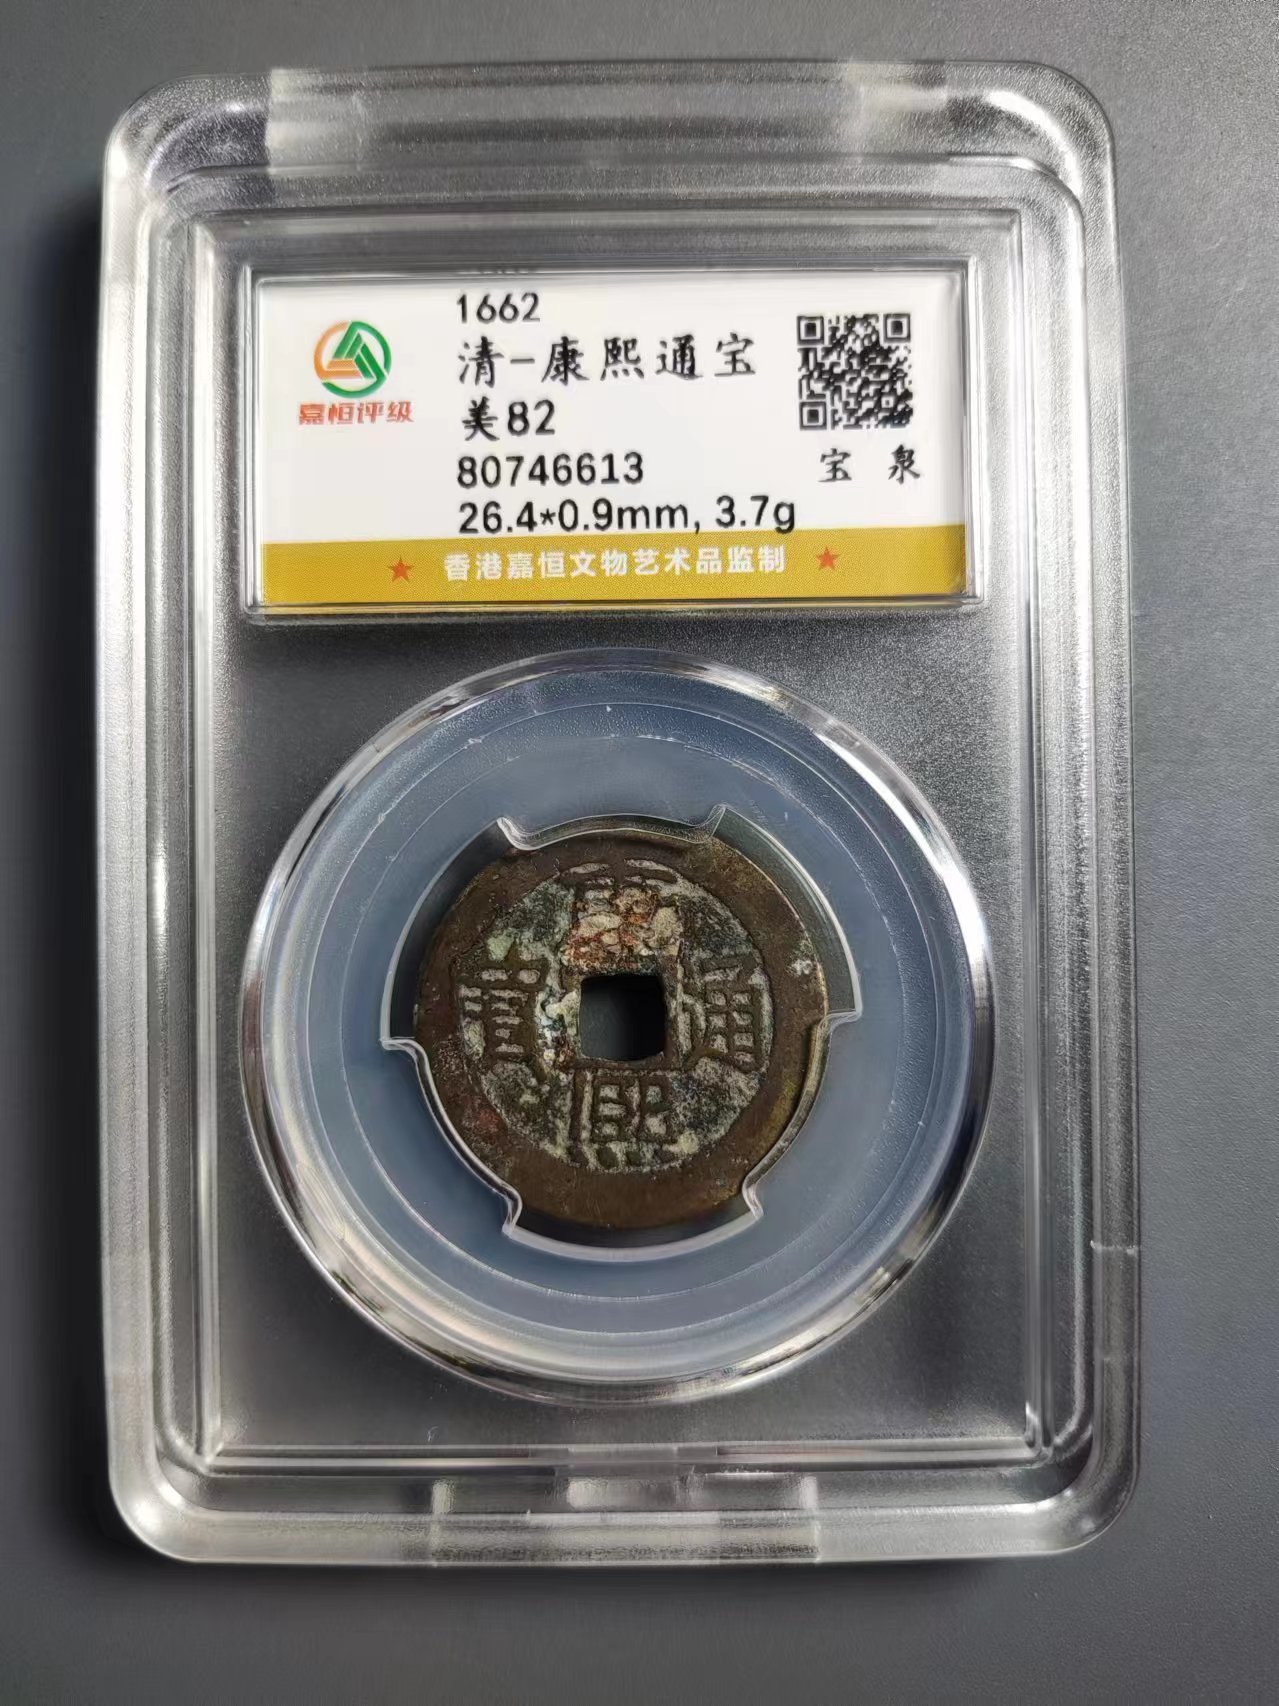 1662
清-康熙通宝
美82
80746613
26.4*0.9mm, 3.7g
嘉恒评级
宝 泉
★ 香港嘉恒文物艺术品监制 ★
康熙通寶